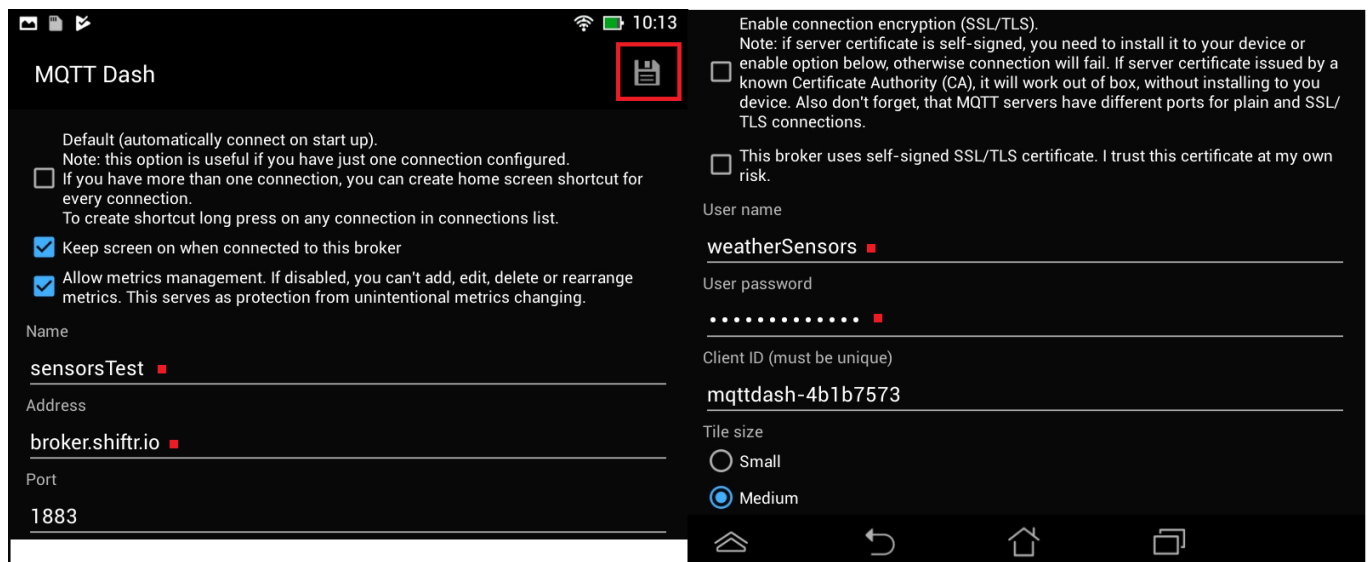 10:13
MQTT Dash
Default (automatically connect on start up).
Note: this option is useful if you have just one connection configured.
If you have more than one connection, you can create home screen shortcut for
every connection.
To create shortcut long press on any connection in connections list.
Keep screen on when connected to this broker
Allow metrics management. If disabled, you can't add, edit, delete or rearrange
metrics. This serves as protection from unintentional metrics changing.
Name
sensorsTest
Address
broker.shiftr.io
Port
1883
Enable connection encryption (SSL/TLS).
Note: if server certificate is self-signed, you need to install it to your device or
enable option below, otherwise connection will fail. If server certificate issued by a
known Certificate Authority (CA), it will work out of box, without installing to you
device. Also don't forget, that MQTT servers have different ports for plain and SSL/
TLS connections.
This broker uses self-signed SSL/TLS certificate. I trust this certificate at my own
risk.
User name
weatherSensors
User password
•••••••••••••
Client ID (must be unique)
mqttdash-4b1b7573
Tile size
Small
Medium